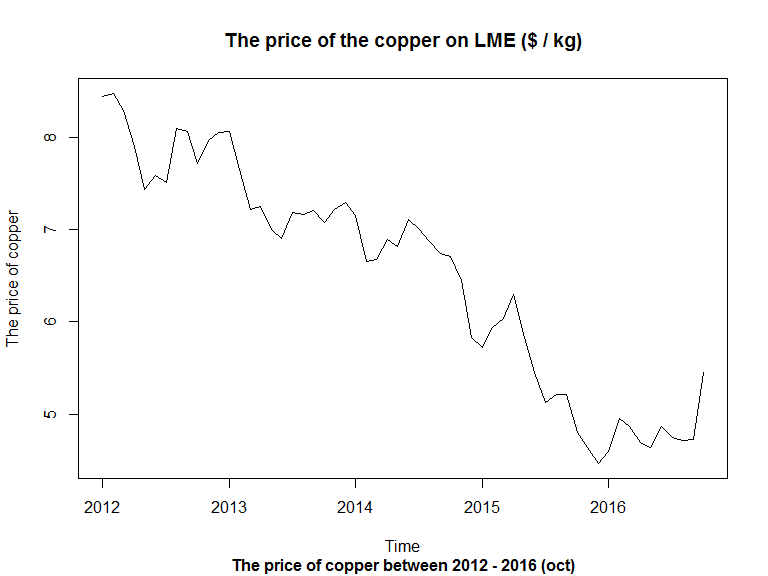 The price of the copper on LME ($ / kg)
The price of copper
8
7
6
5
2012
2013
2014
2015
2016
Time
The price of copper between 2012 - 2016 (oct)